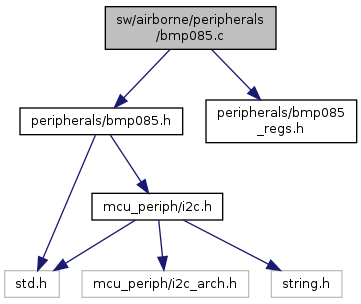 sw/airborne/peripherals
/bmp085.c
peripherals/bmp085.h
peripherals/bmp085
_regs.h
mcu_periph/i2c.h
std.h
mcu_periph/i2c_arch.h
string.h